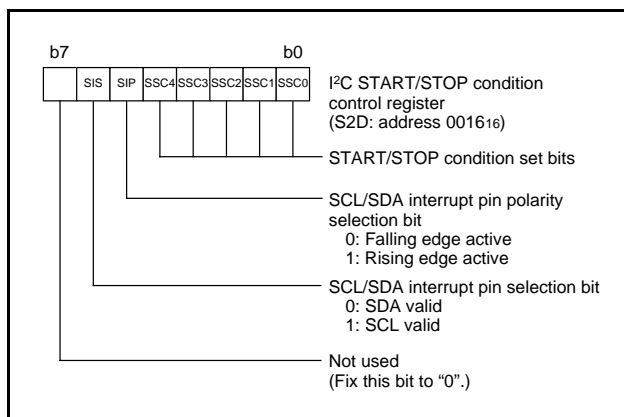 b7 b0
SIS SIP SSC4 SSC3 SSC2 SSC1 SSC0
I²C START/STOP condition
control register
(S2D: address 0016₁₆)
START/STOP condition set bits
SCL/SDA interrupt pin polarity
selection bit
0: Falling edge active
1: Rising edge active
SCL/SDA interrupt pin selection bit
0: SDA valid
1: SCL valid
Not used
(Fix this bit to “0”.)